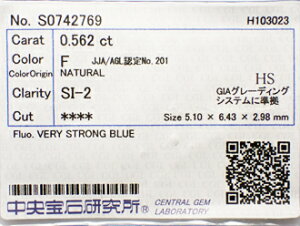 No. S0742769 H103023
Carat 0.562 ct
Color F JJA/AGL認定No.201
ColorOrigin NATURAL
Clarity SI-2
HS
GIAグレーディング
システムに準拠
Cut ****
Size 5.10 × 6.43 × 2.98 mm
Fluo. VERY STRONG BLUE
中央宝石研究所®
CENTRAL GEM
LABORATORY